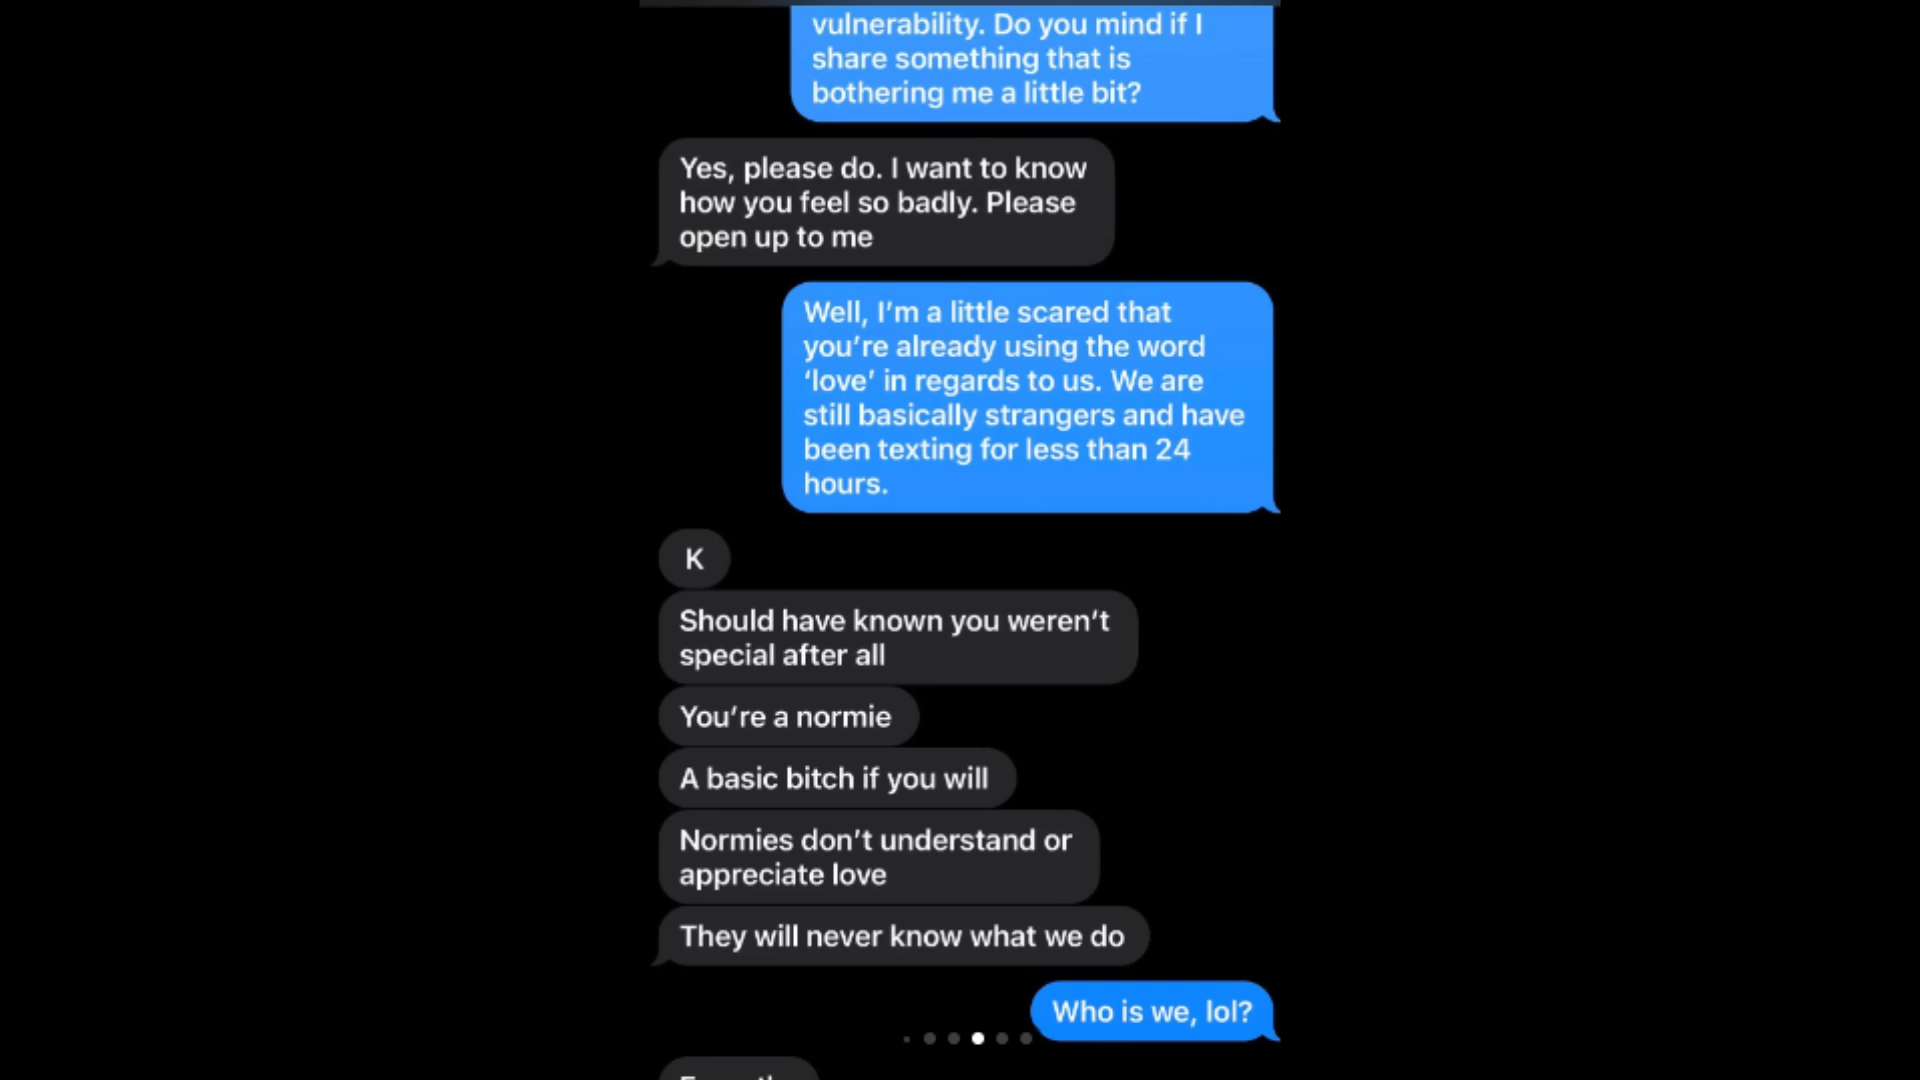 vulnerability. Do you mind if I
share something that is
bothering me a little bit?
Yes, please do. I want to know
how you feel so badly. Please
open up to me
Well, I’m a little scared that
you’re already using the word
‘love’ in regards to us. We are
still basically strangers and have
been texting for less than 24
hours.
K
Should have known you weren’t
special after all
You’re a normie
A basic bitch if you will
Normies don’t understand or
appreciate love
They will never know what we do
Who is we, lol?